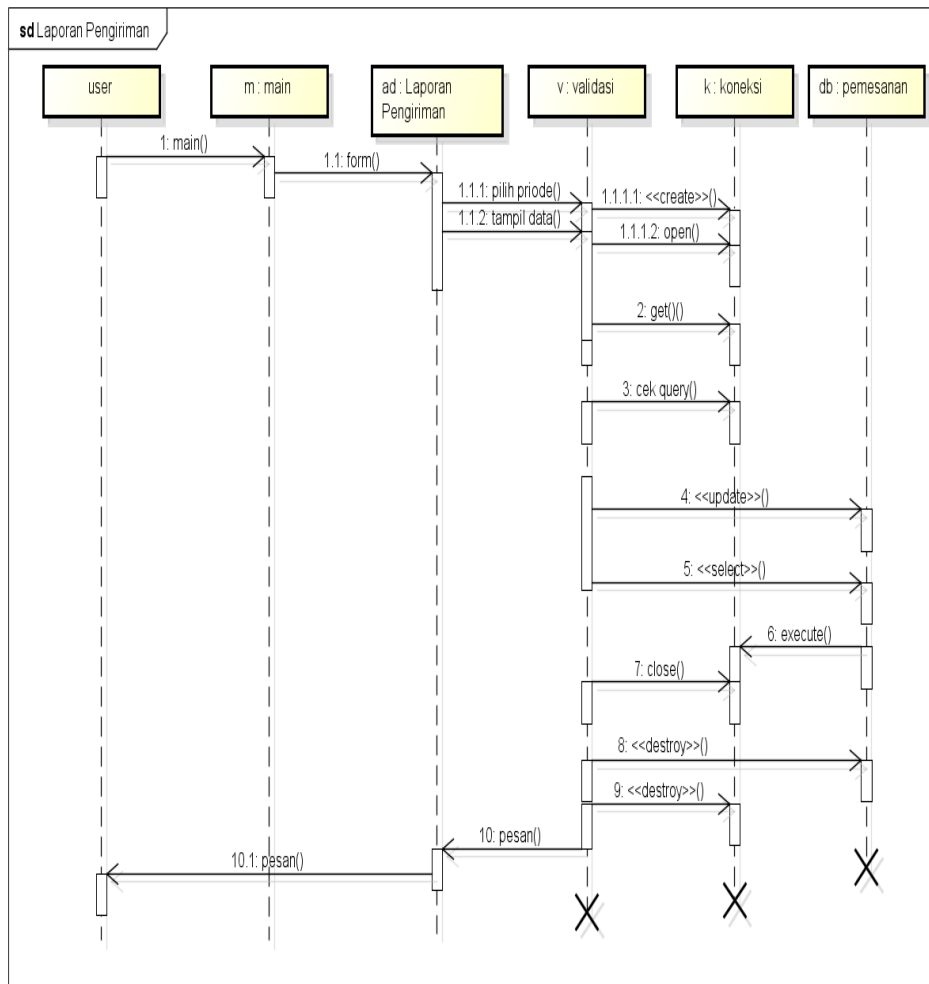 sd Laporan Pengiriman
user
m : main
ad : Laporan
Pengiriman
v : validasi
k : koneksi
db : pemesanan
1: main()
1.1: form()
1.1.1: pilih priode()
1.1.1.1: <<create>>()
1.1.2: tampil data()
1.1.1.2: open()
2: get()()
3: cek query()
4: <<update>>()
5: <<select>>()
6: execute()
7: close()
8: <<destroy>>()
9: <<destroy>>()
10: pesan()
10.1: pesan()